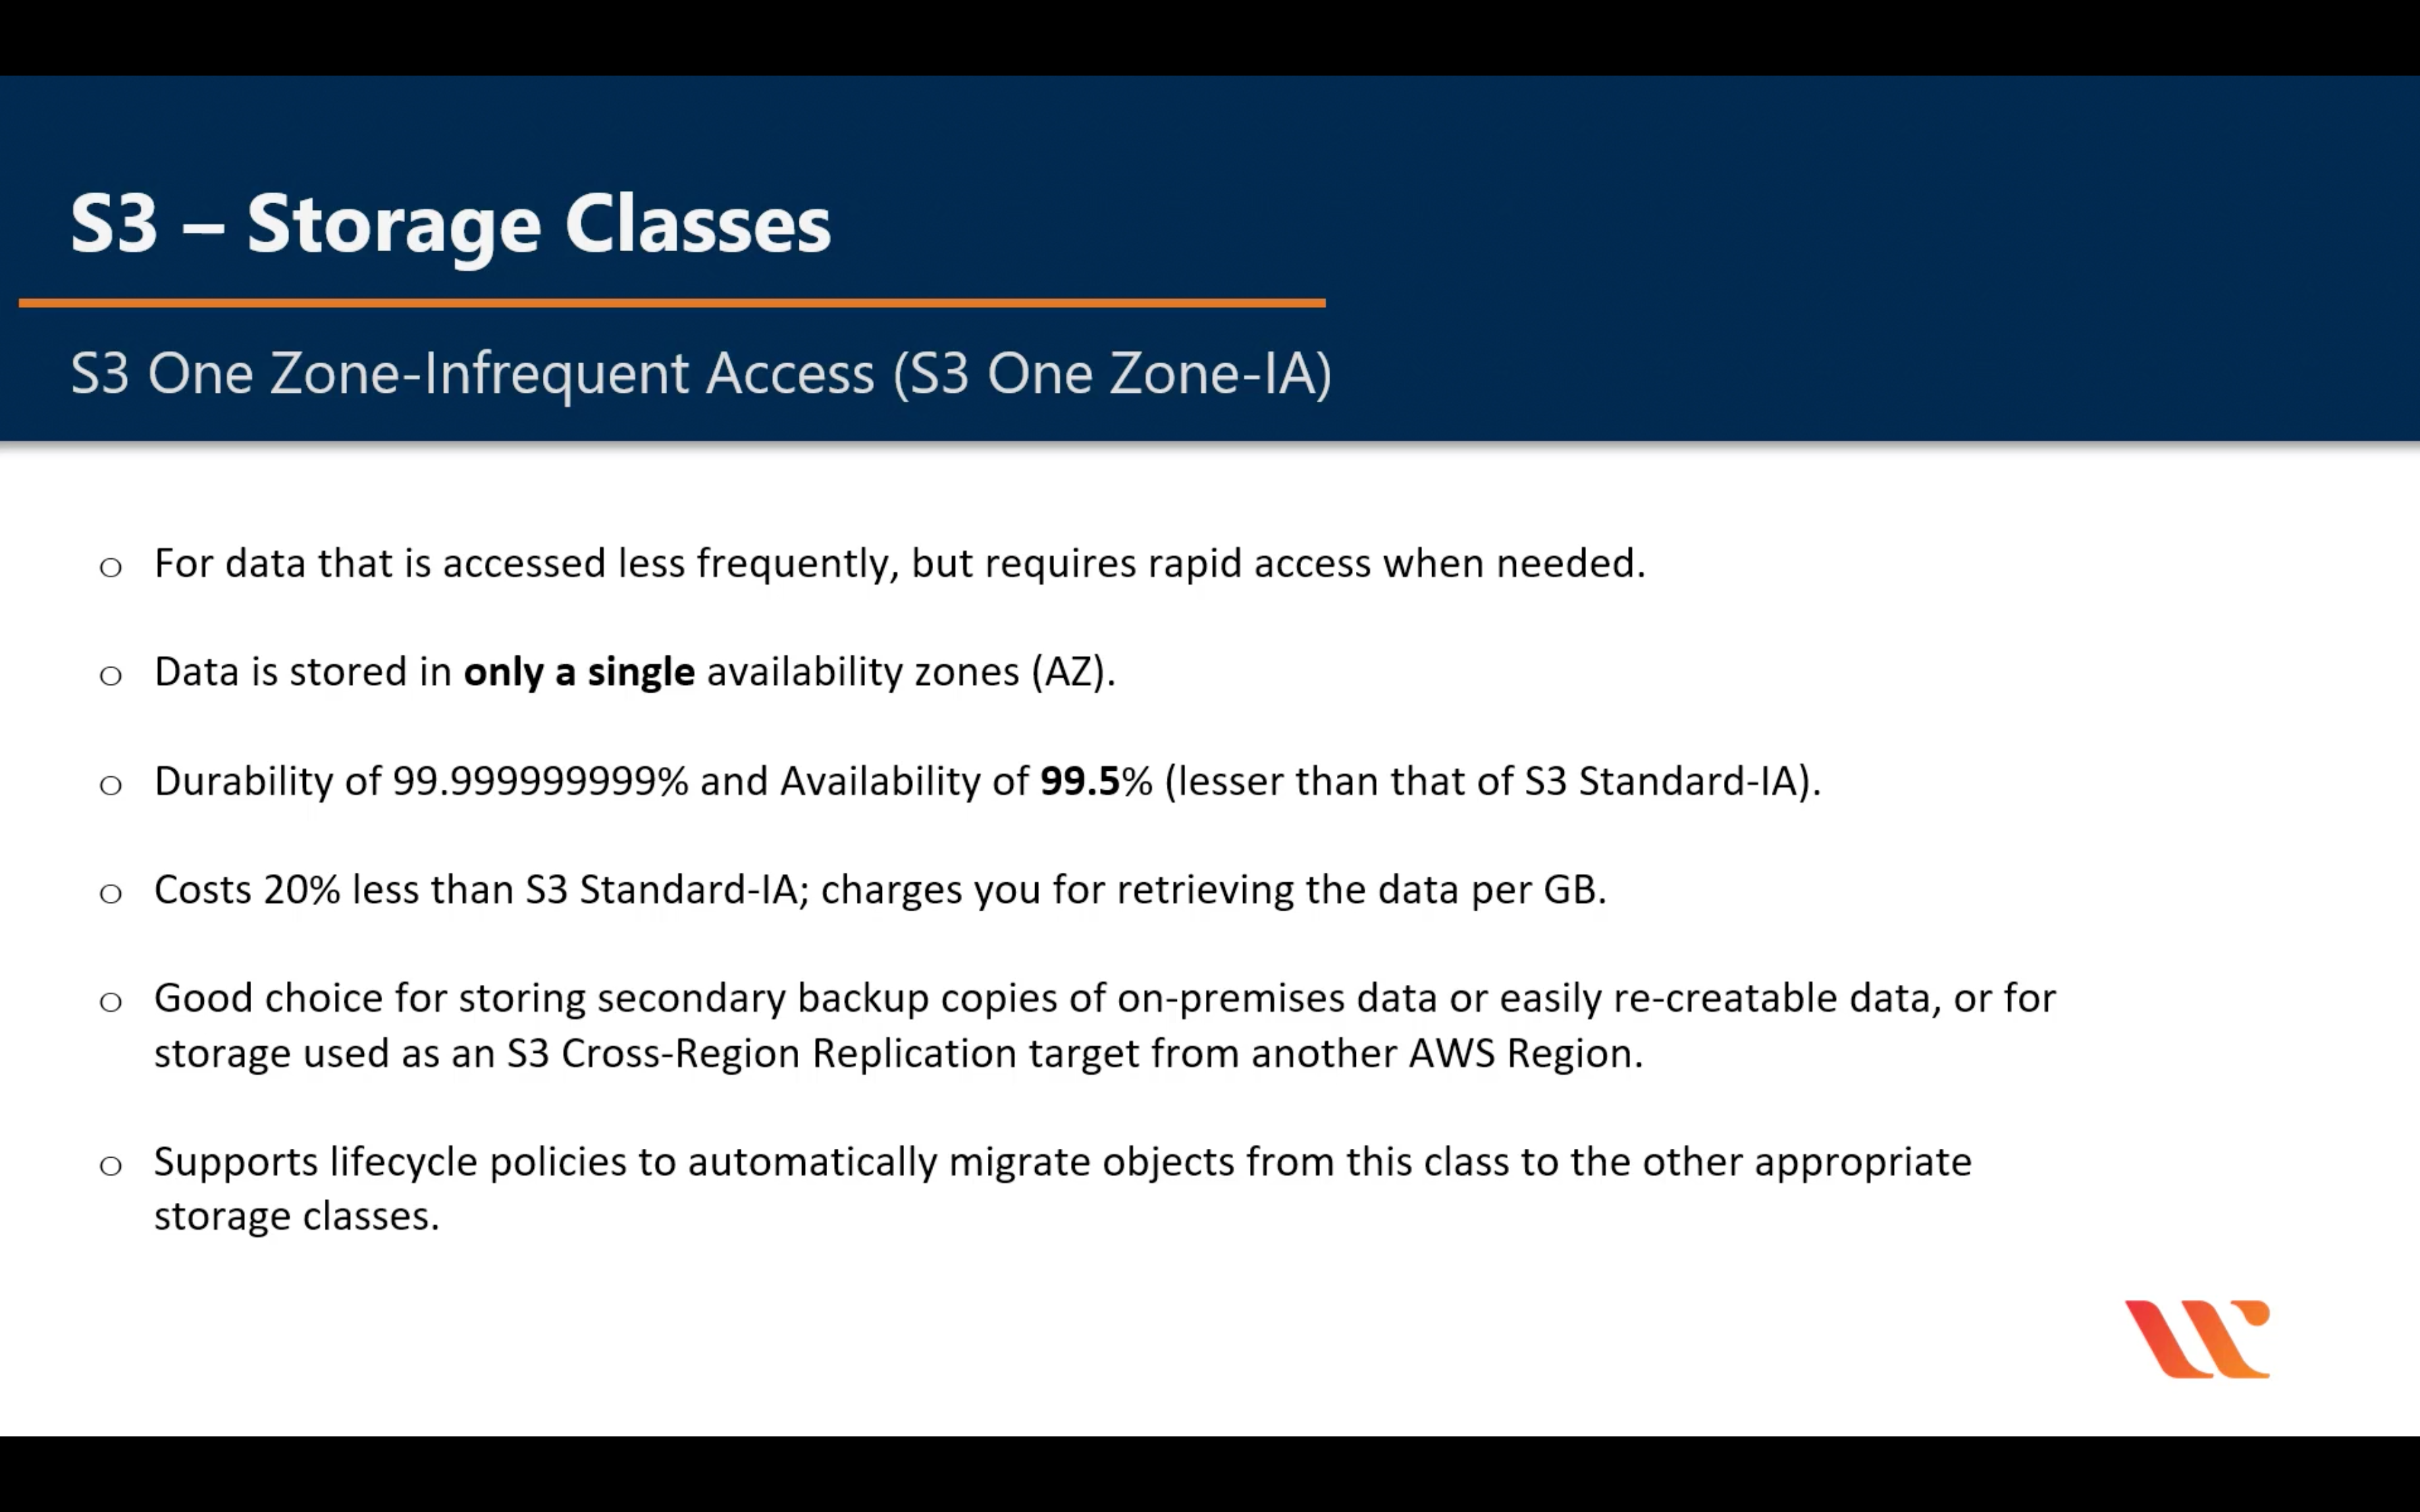 S3 – Storage Classes
S3 One Zone-Infrequent Access (S3 One Zone-IA)
o For data that is accessed less frequently, but requires rapid access when needed.
o Data is stored in only a single availability zones (AZ).
o Durability of 99.999999999% and Availability of 99.5% (lesser than that of S3 Standard-IA).
o Costs 20% less than S3 Standard-IA; charges you for retrieving the data per GB.
o Good choice for storing secondary backup copies of on-premises data or easily re-creatable data, or for
storage used as an S3 Cross-Region Replication target from another AWS Region.
o Supports lifecycle policies to automatically migrate objects from this class to the other appropriate
storage classes.